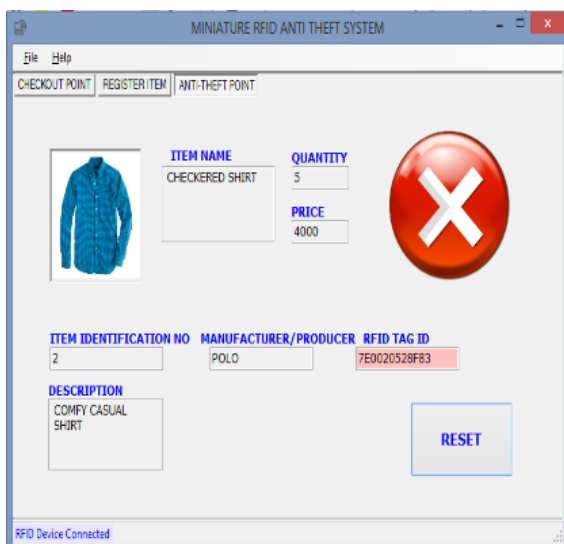 MINIATURE RFID ANTI THEFT SYSTEM
File Help
CHECKOUT POINT REGISTER ITEM ANTI-THEFT POINT
ITEM NAME
CHECKERED SHIRT
QUANTITY
5
PRICE
4000
ITEM IDENTIFICATION NO MANUFACTURER/PRODUCER RFID TAG ID
2 POLO 7E0020528F83
DESCRIPTION
COMFY CASUAL
SHIRT
RESET
RFID Device Connected